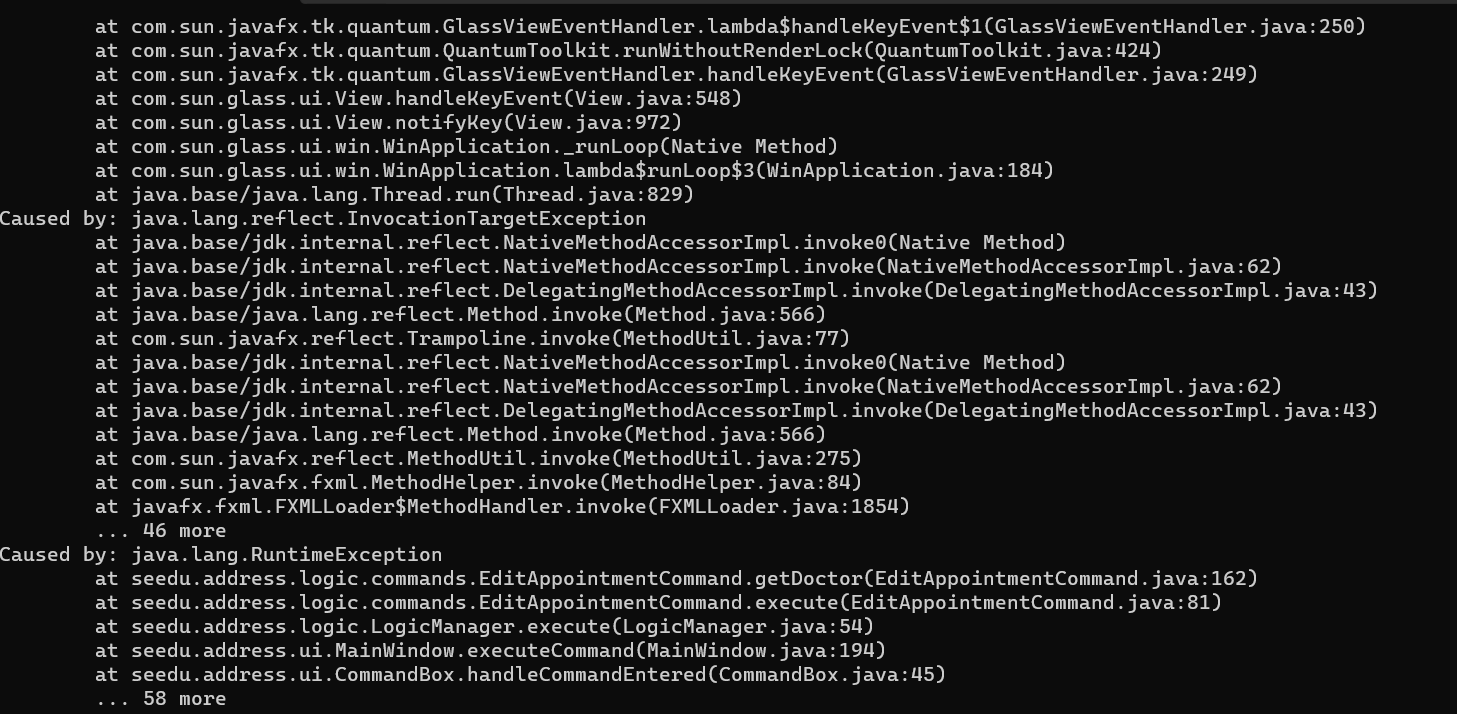 at com.sun.javafx.tk.quantum.GlassViewEventHandler.lambda$handleKeyEvent$1(GlassViewEventHandler.java:250)
at com.sun.javafx.tk.quantum.QuantumToolkit.runWithoutRenderLock(QuantumToolkit.java:424)
at com.sun.javafx.tk.quantum.GlassViewEventHandler.handleKeyEvent(GlassViewEventHandler.java:249)
at com.sun.glass.ui.View.handleKeyEvent(View.java:548)
at com.sun.glass.ui.View.notifyKey(View.java:972)
at com.sun.glass.ui.win.WinApplication._runLoop(Native Method)
at com.sun.glass.ui.win.WinApplication.lambda$runLoop$3(WinApplication.java:184)
at java.base/java.lang.Thread.run(Thread.java:829)
Caused by: java.lang.reflect.InvocationTargetException
at java.base/jdk.internal.reflect.NativeMethodAccessorImpl.invoke0(Native Method)
at java.base/jdk.internal.reflect.NativeMethodAccessorImpl.invoke(NativeMethodAccessorImpl.java:62)
at java.base/jdk.internal.reflect.DelegatingMethodAccessorImpl.invoke(DelegatingMethodAccessorImpl.java:43)
at java.base/java.lang.reflect.Method.invoke(Method.java:566)
at com.sun.javafx.reflect.Trampoline.invoke(MethodUtil.java:77)
at java.base/jdk.internal.reflect.NativeMethodAccessorImpl.invoke0(Native Method)
at java.base/jdk.internal.reflect.NativeMethodAccessorImpl.invoke(NativeMethodAccessorImpl.java:62)
at java.base/jdk.internal.reflect.DelegatingMethodAccessorImpl.invoke(DelegatingMethodAccessorImpl.java:43)
at java.base/java.lang.reflect.Method.invoke(Method.java:566)
at com.sun.javafx.reflect.MethodUtil.invoke(MethodUtil.java:275)
at com.sun.javafx.fxml.MethodHelper.invoke(MethodHelper.java:84)
at javafx.fxml.FXMLLoader$MethodHandler.invoke(FXMLLoader.java:1854)
... 46 more
Caused by: java.lang.RuntimeException
at seedu.address.logic.commands.EditAppointmentCommand.getDoctor(EditAppointmentCommand.java:162)
at seedu.address.logic.commands.EditAppointmentCommand.execute(EditAppointmentCommand.java:81)
at seedu.address.logic.LogicManager.execute(LogicManager.java:54)
at seedu.address.ui.MainWindow.executeCommand(MainWindow.java:194)
at seedu.address.ui.CommandBox.handleCommandEntered(CommandBox.java:45)
... 58 more